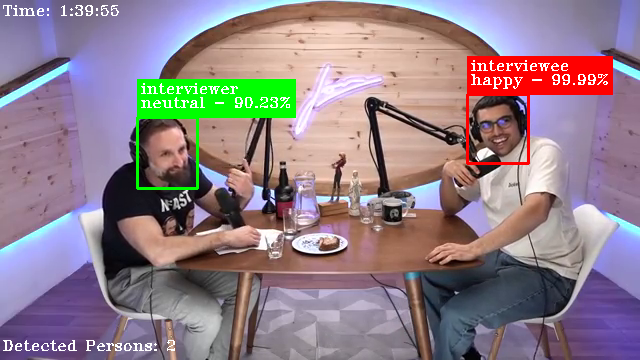 Time: 1:39:55
interviewee
happy - 99.99%
interviewer
neutral - 90.23%
Detected Persons: 2